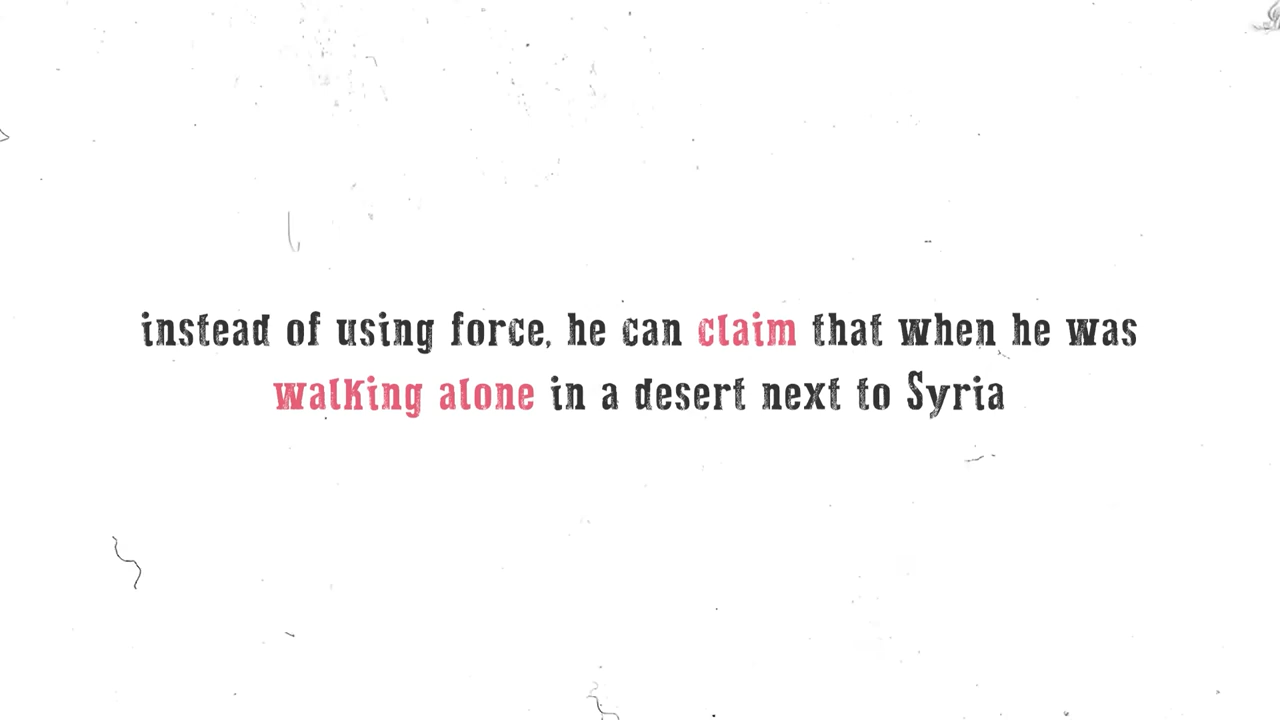 instead of using force, he can claim that when he was
walking alone in a desert next to Syria